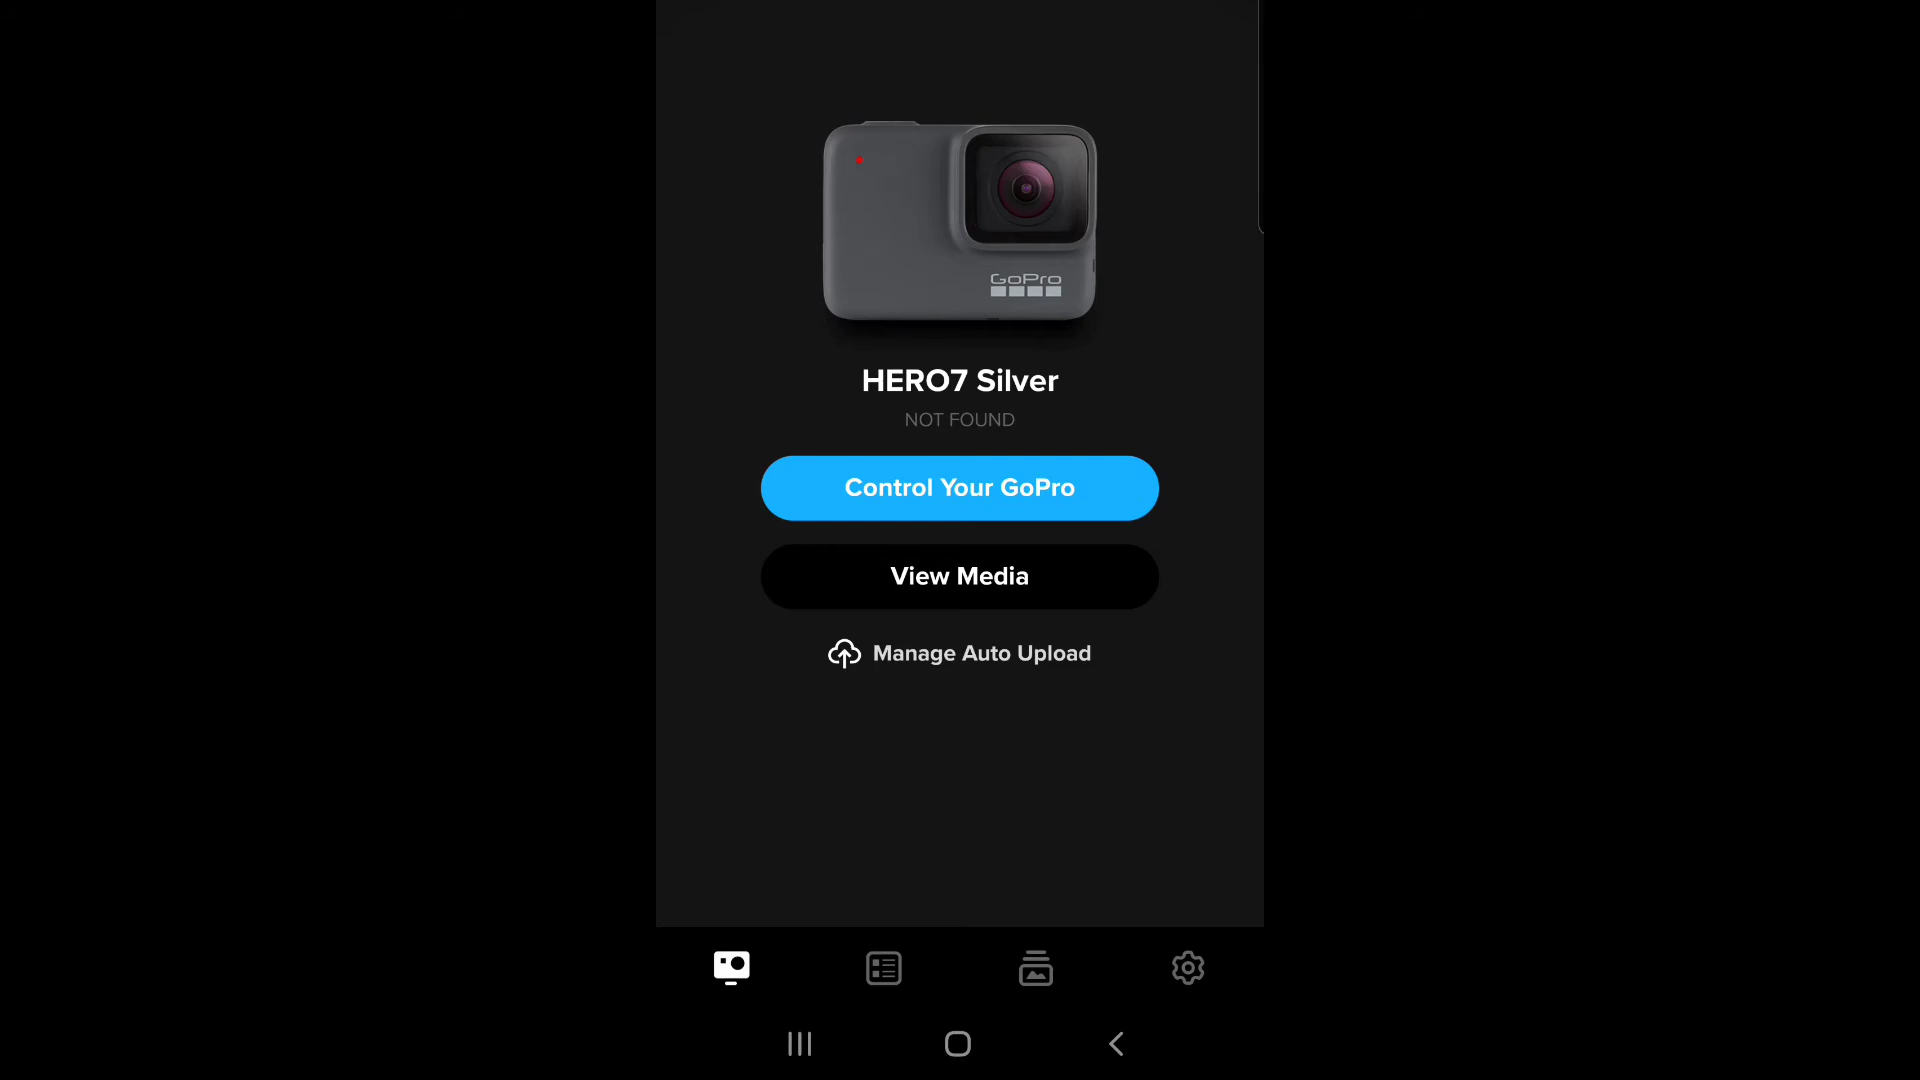 GoPro
HERO7 Silver
NOT FOUND
Control Your GoPro
View Media
Manage Auto Upload